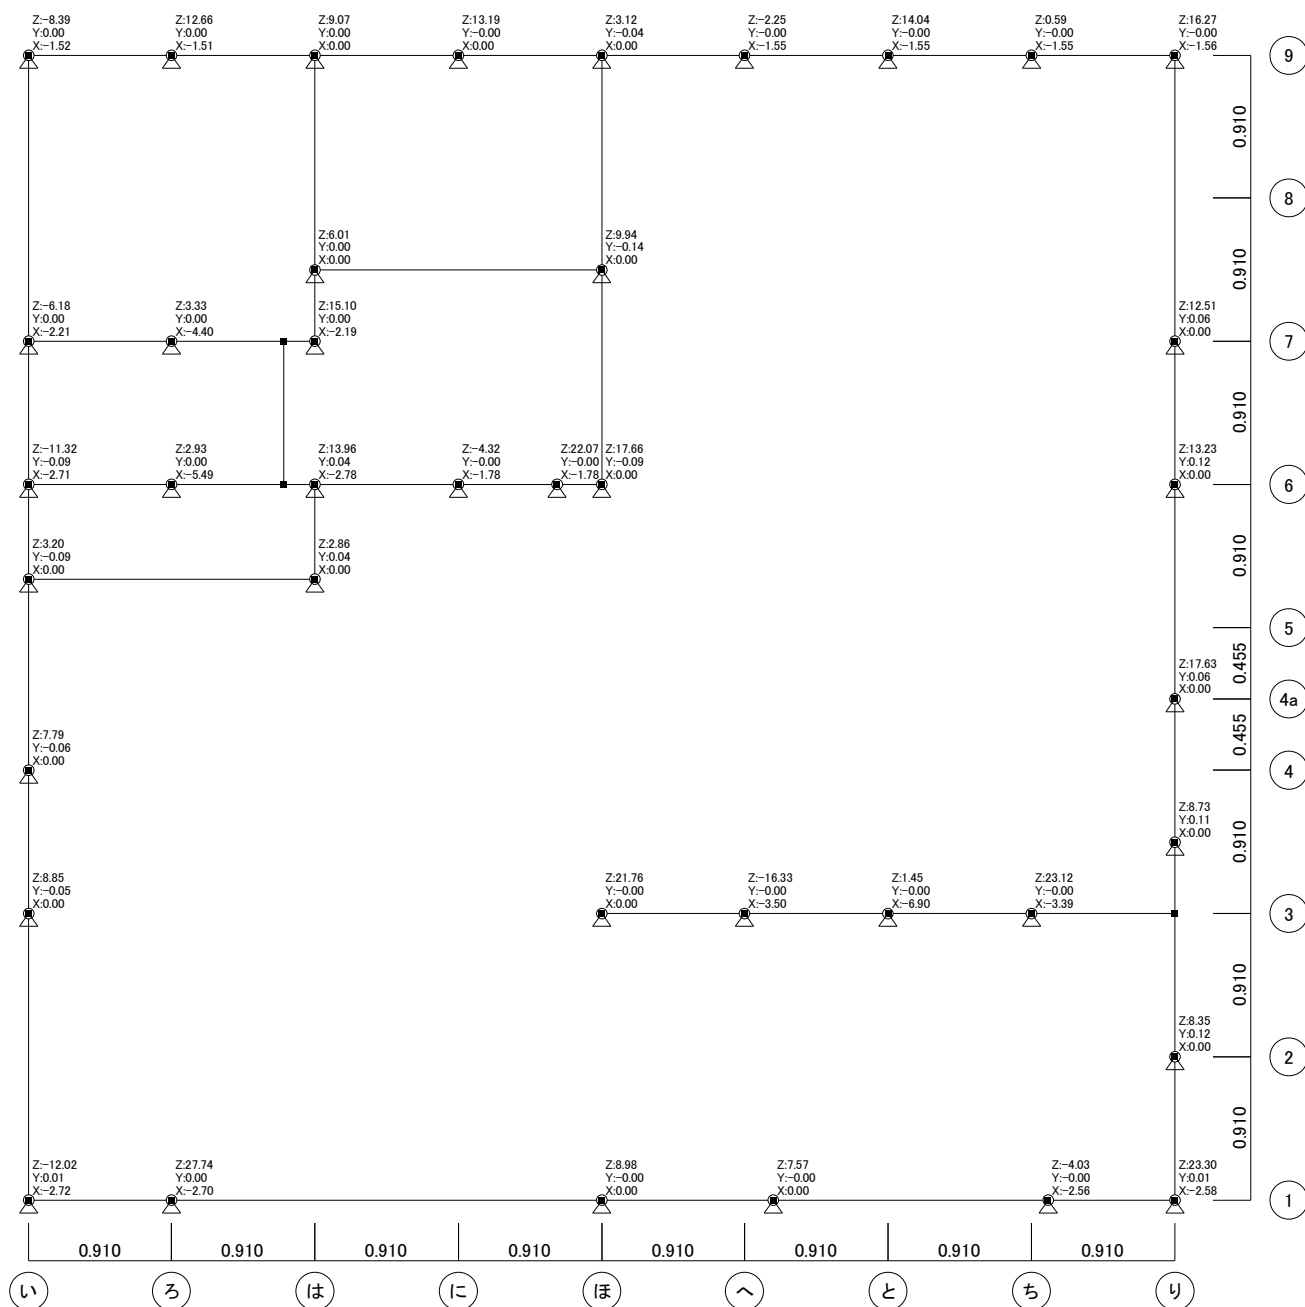 Z:-8.39
Y:0.00
X:-1.52
Z:12.66
Y:0.00
X:-1.51
Z:9.07
Y:0.00
X:0.00
Z:13.19
Y:-0.00
X:0.00
Z:3.12
Y:-0.04
X:0.00
Z:-2.25
Y:-0.00
X:-1.55
Z:14.04
Y:-0.00
X:-1.55
Z:0.59
Y:-0.00
X:-1.55
Z:16.27
Y:-0.00
X:-1.56
9
0.910
8
Z:6.01
Y:0.00
X:0.00
Z:9.94
Y:-0.14
X:0.00
0.910
Z:-6.18
Y:0.00
X:-2.21
Z:3.33
Y:0.00
X:-4.40
Z:15.10
Y:0.00
X:-2.19
Z:12.51
Y:0.06
X:0.00
7
0.910
Z:-11.32
Y:-0.09
X:-2.71
Z:2.93
Y:0.00
X:-5.49
Z:13.96
Y:0.04
X:-2.78
Z:-4.32
Y:-0.00
X:-1.78
Z:22.07
Y:-0.00
X:-1.78
Z:17.66
Y:-0.09
X:0.00
Z:13.23
Y:0.12
X:0.00
6
0.910
Z:3.20
Y:-0.09
X:0.00
Z:2.86
Y:0.04
X:0.00
5
0.455
Z:17.63
Y:0.06
X:0.00
4a
0.455
Z:7.79
Y:-0.06
X:0.00
4
Z:8.73
Y:0.11
X:0.00
0.910
Z:8.85
Y:-0.05
X:0.00
Z:21.76
Y:-0.00
X:0.00
Z:-16.33
Y:-0.00
X:-3.50
Z:1.45
Y:-0.00
X:-6.90
Z:23.12
Y:-0.00
X:-3.39
3
0.910
Z:8.35
Y:0.12
X:0.00
2
0.910
Z:-12.02
Y:0.01
X:-2.72
Z:27.74
Y:0.00
X:-2.70
Z:8.98
Y:-0.00
X:0.00
Z:7.57
Y:-0.00
X:0.00
Z:-4.03
Y:-0.00
X:-2.56
Z:23.30
Y:0.01
X:-2.58
1
0.910 0.910 0.910 0.910 0.910 0.910 0.910 0.910
い ろ は に ほ へ と ち り